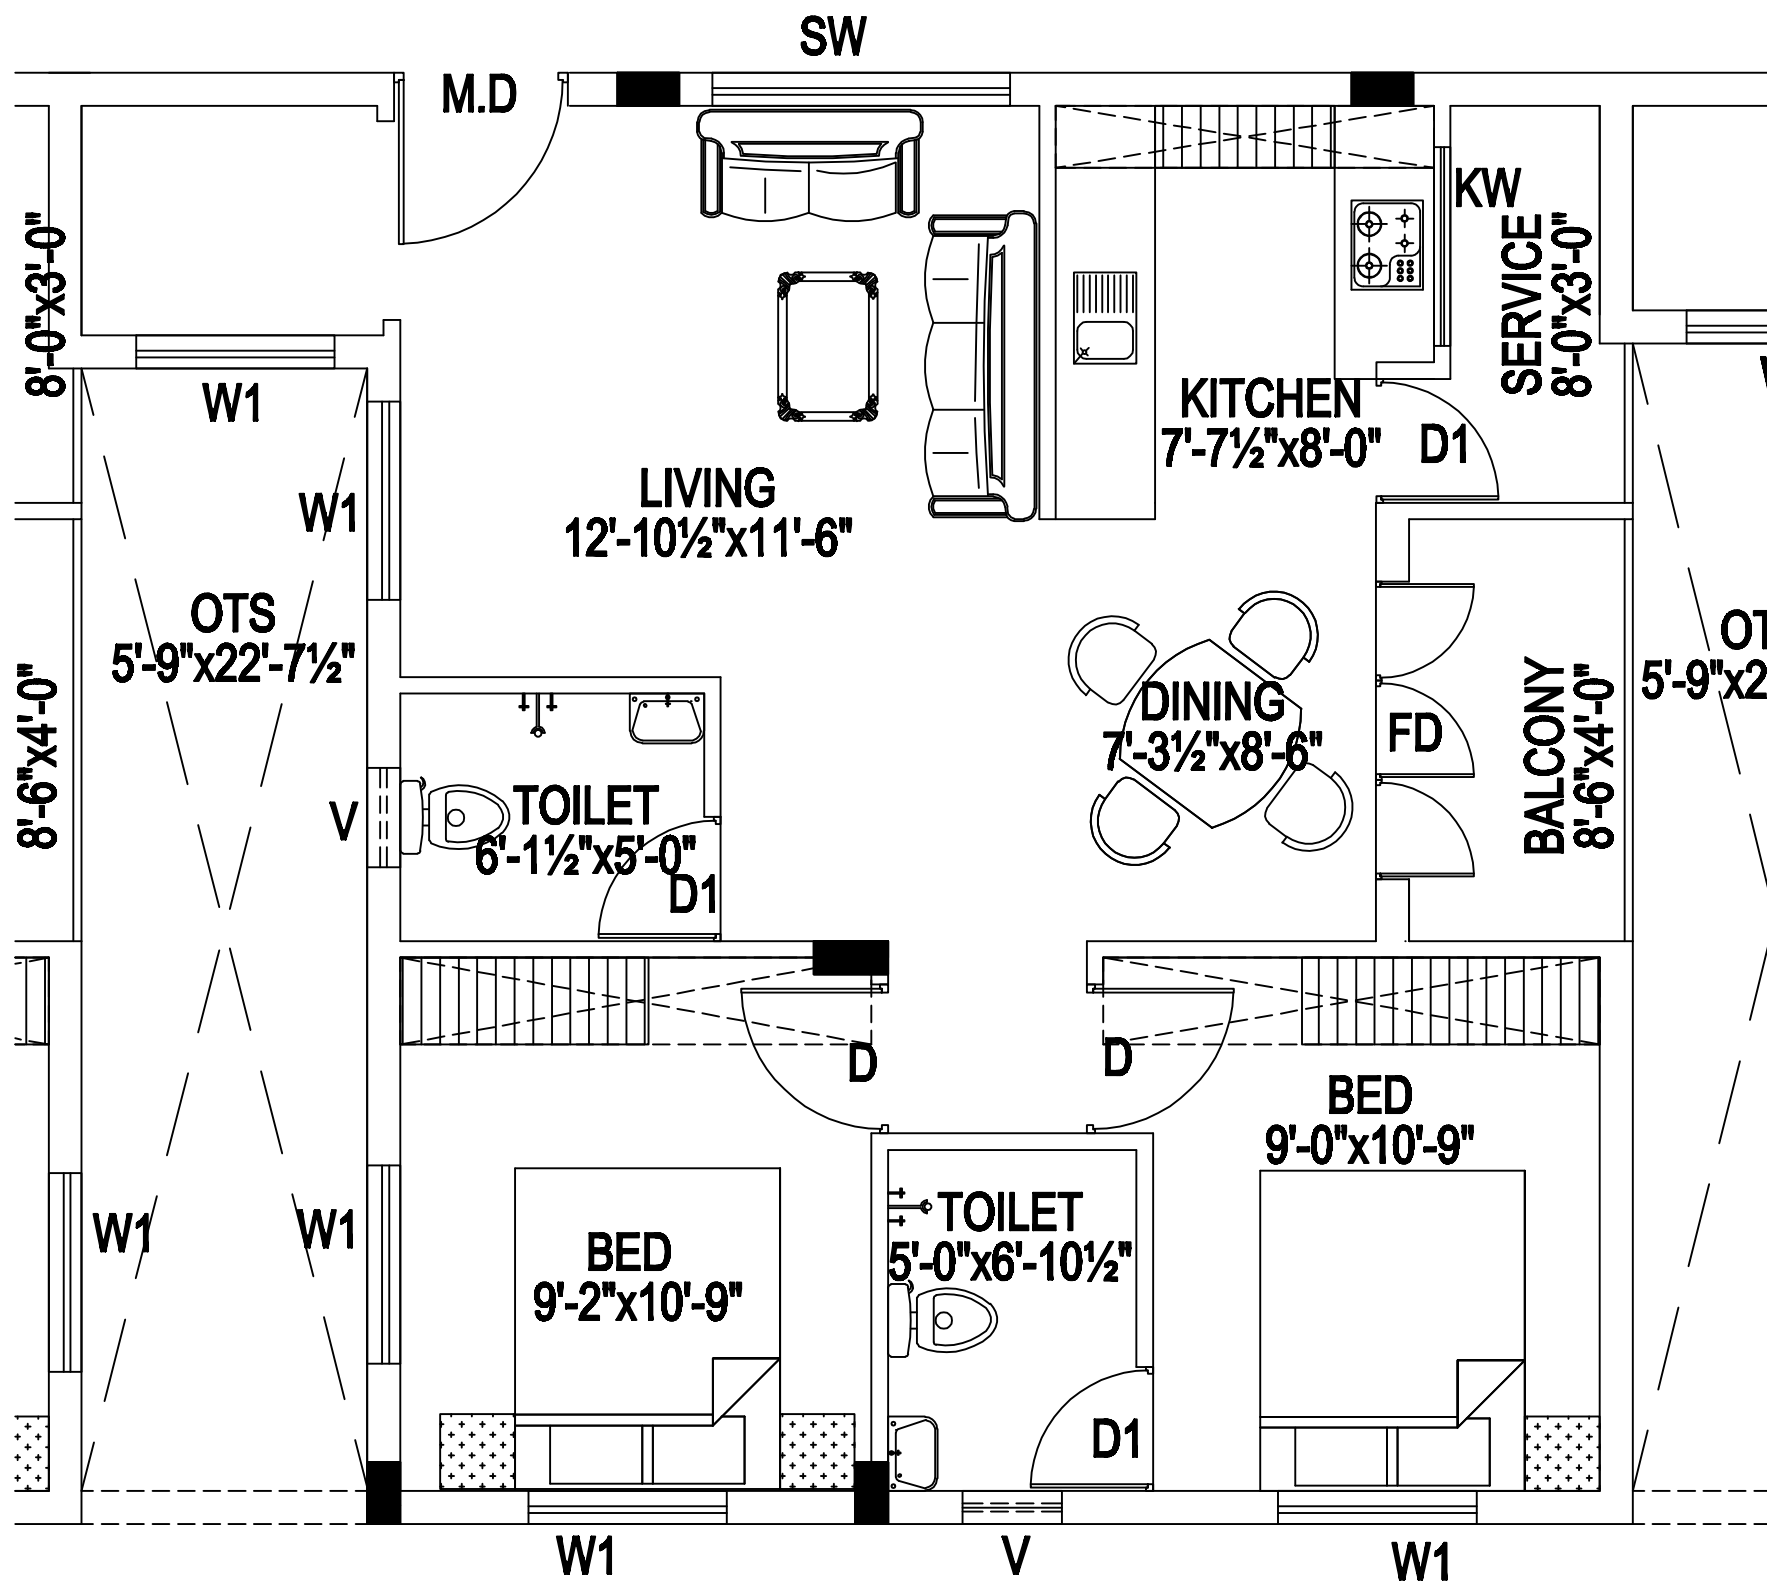 SW
M.D
KW
8'-0"x3'-0"
SERVICE
8'-0"x3'-0"
W1
KITCHEN
7'-7½"x8'-0"
D1
LIVING
12'-10½"x11'-6"
W1
OTS
5'-9"x22'-7½"
8'-6"x4'-0"
DINING
7'-3½"x8'-6"
FD
BALCONY
8'-6"x4'-0"
V
TOILET
6'-1½"x5'-0"
D1
D
D
BED
9'-0"x10'-9"
W1
W1
BED
9'-2"x10'-9"
TOILET
5'-0"x6'-10½"
D1
W1
V
W1